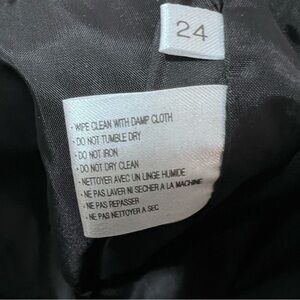 24
· WIPE CLEAN WITH DAMP CLOTH
· DO NOT TUMBLE DRY
· DO NOT IRON
· DO NOT DRY CLEAN
· NETTOYER AVEC UN LINGE HUMIDE
· NE PAS LAVER NI SECHER A LA MACHINE
· NE PAS REPASSER
· NE PAS NETTOYER A SEC